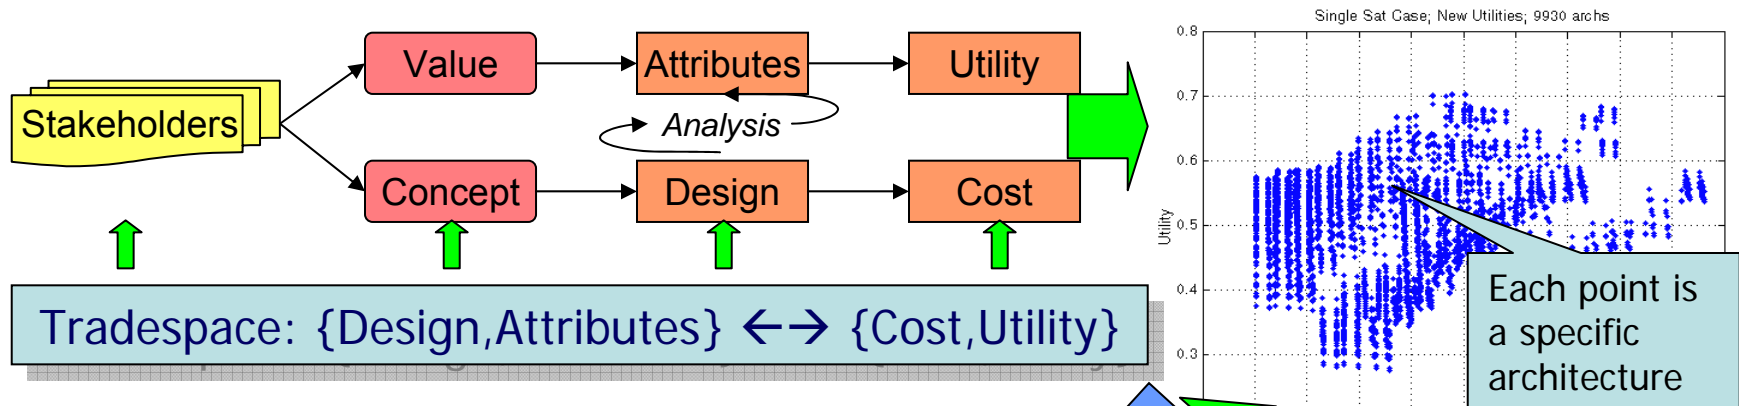 Single Sat Case; New Utilities; 9930 archs
Stakeholders
Value
Attributes
Utility
Analysis
Concept
Design
Cost
Tradespace: {Design,Attributes} ←→ {Cost,Utility}
0.8
0.7
0.6
0.5
0.4
0.3
Utility
Each point is
a specific
architecture